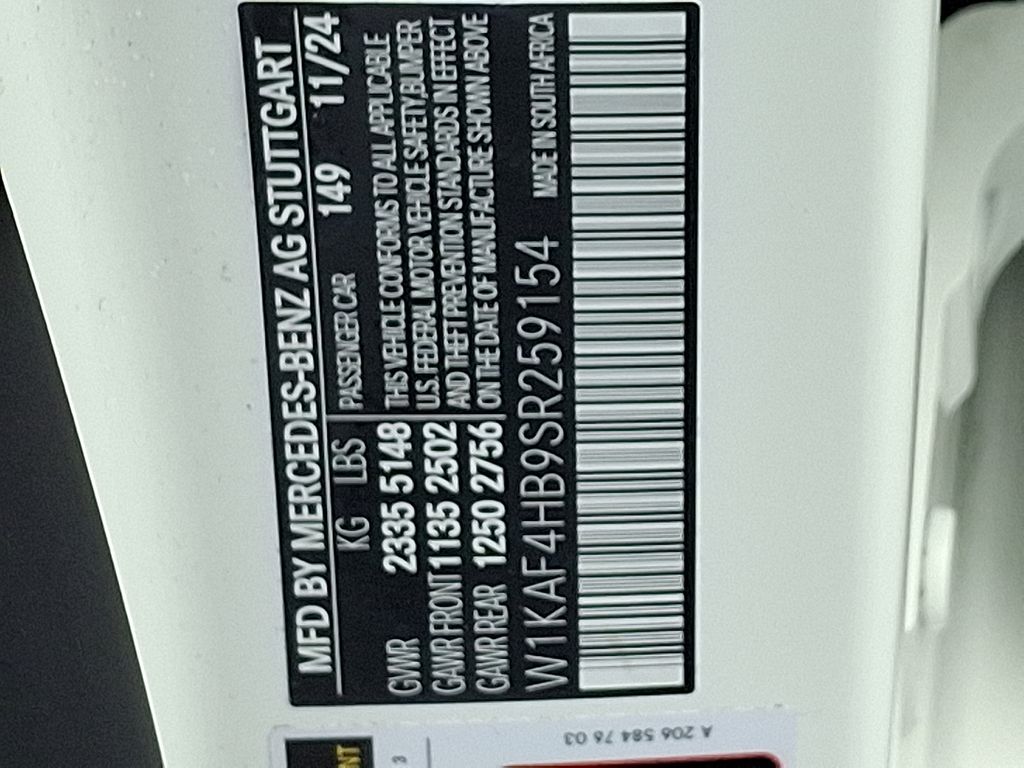 MFD BY MERCEDES-BENZ AG STUTTGART
KG LBS PASSENGER CAR 149 11/24
GVWR 2335 5148
GAWR FRONT 1135 2502
GAWR REAR 1250 2756
THIS VEHICLE CONFORMS TO ALL APPLICABLE
U.S. FEDERAL MOTOR VEHICLE SAFETY,BUMPER
AND THEFT PREVENTION STANDARDS IN EFFECT
ON THE DATE OF MANUFACTURE SHOWN ABOVE
W1KAF4HB9SR259154 MADE IN SOUTH AFRICA
A 206 584 76 03
3